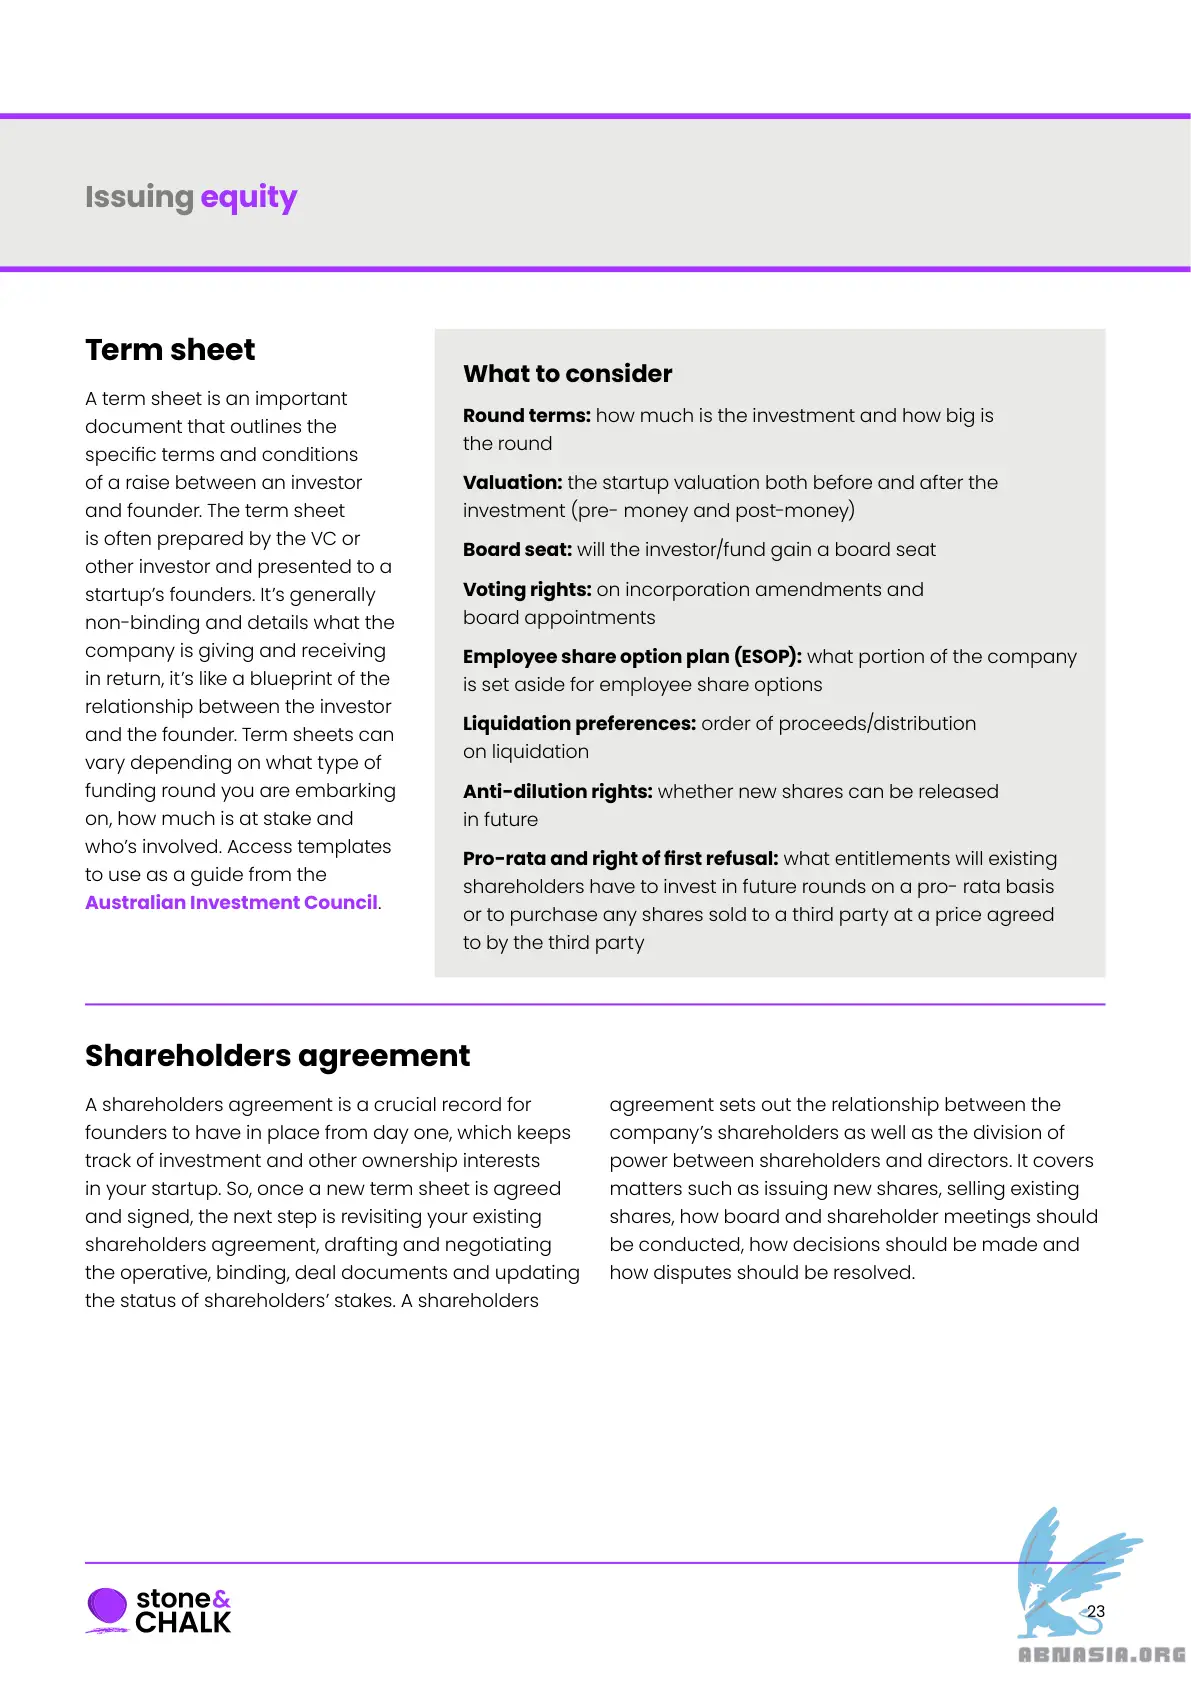 Issuing equity
Term sheet
A term sheet is an important
document that outlines the
specific terms and conditions
of a raise between an investor
and founder. The term sheet
is often prepared by the VC or
other investor and presented to a
startup’s founders. It’s generally
non-binding and details what the
company is giving and receiving
in return, it’s like a blueprint of the
relationship between the investor
and the founder. Term sheets can
vary depending on what type of
funding round you are embarking
on, how much is at stake and
who’s involved. Access templates
to use as a guide from the
Australian Investment Council.
What to consider
Round terms: how much is the investment and how big is
the round
Valuation: the startup valuation both before and after the
investment (pre- money and post-money)
Board seat: will the investor/fund gain a board seat
Voting rights: on incorporation amendments and
board appointments
Employee share option plan (ESOP): what portion of the company
is set aside for employee share options
Liquidation preferences: order of proceeds/distribution
on liquidation
Anti-dilution rights: whether new shares can be released
in future
Pro-rata and right of first refusal: what entitlements will existing
shareholders have to invest in future rounds on a pro- rata basis
or to purchase any shares sold to a third party at a price agreed
to by the third party
Shareholders agreement
A shareholders agreement is a crucial record for
founders to have in place from day one, which keeps
track of investment and other ownership interests
in your startup. So, once a new term sheet is agreed
and signed, the next step is revisiting your existing
shareholders agreement, drafting and negotiating
the operative, binding, deal documents and updating
the status of shareholders’ stakes. A shareholders
agreement sets out the relationship between the
company’s shareholders as well as the division of
power between shareholders and directors. It covers
matters such as issuing new shares, selling existing
shares, how board and shareholder meetings should
be conducted, how decisions should be made and
how disputes should be resolved.
stone&
CHALK
23
ABNASIA.ORG